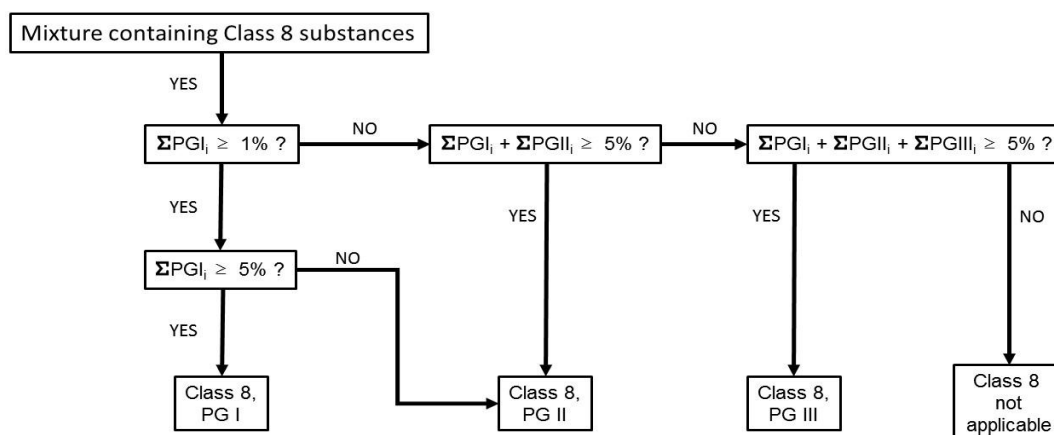 Mixture containing Class 8 substances
YES
ΣPGIᵢ ≥ 1% ?
NO
ΣPGIᵢ + ΣPGIIᵢ ≥ 5% ?
NO
ΣPGIᵢ + ΣPGIIᵢ + ΣPGIIIᵢ ≥ 5% ?
YES
YES
YES
NO
ΣPGIᵢ ≥ 5% ?
NO
YES
Class 8,
PG I
Class 8,
PG II
Class 8,
PG III
Class 8
not
applicable